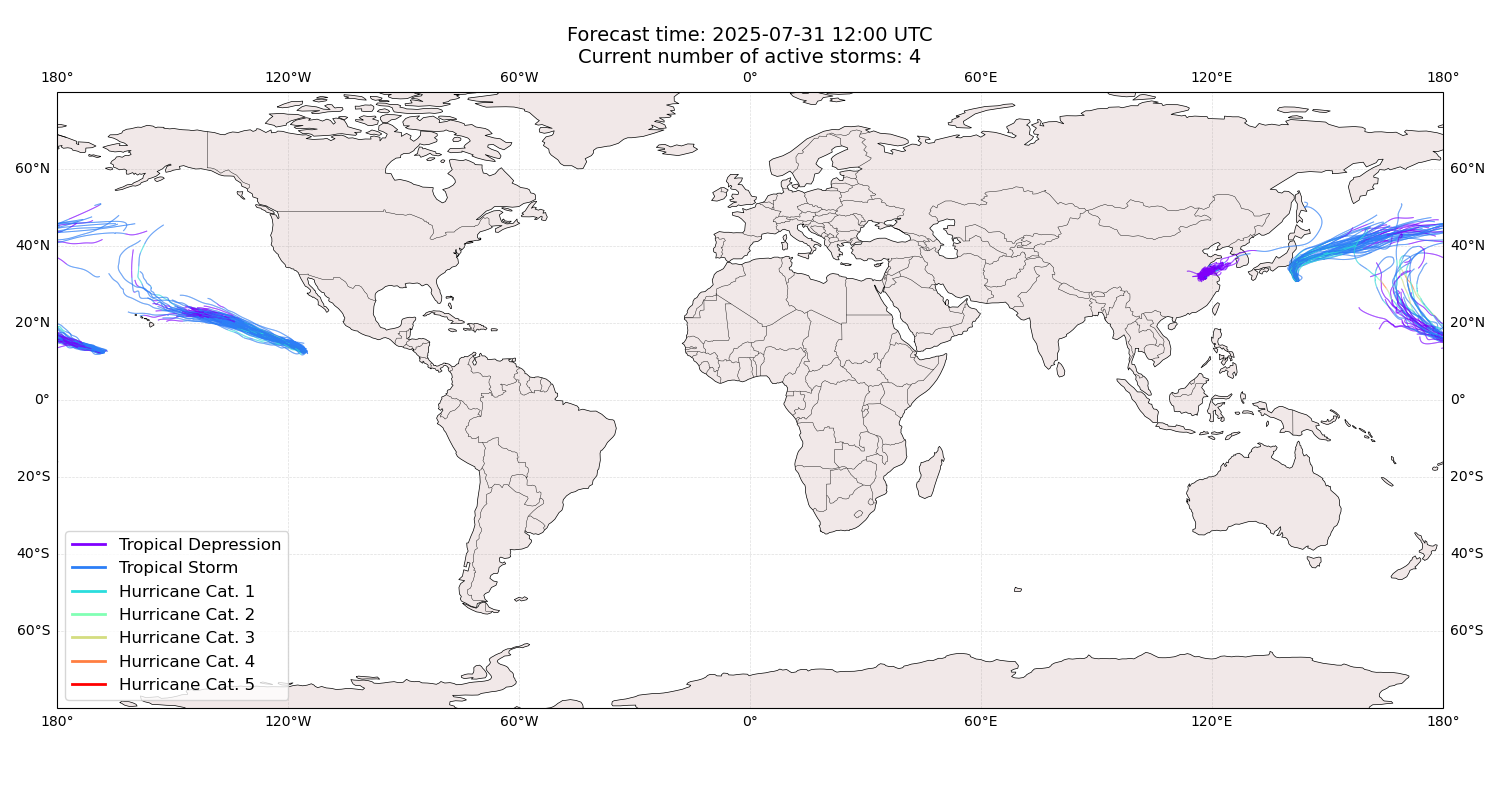 Forecast time: 2025-07-31 12:00 UTC
Current number of active storms: 4
180° 120°W 60°W 0° 60°E 120°E 180°
60°N 60°N
40°N 40°N
20°N 20°N
0° 0°
20°S 20°S
40°S 40°S
60°S 60°S
Tropical Depression
Tropical Storm
Hurricane Cat. 1
Hurricane Cat. 2
Hurricane Cat. 3
Hurricane Cat. 4
Hurricane Cat. 5
180° 120°W 60°W 0° 60°E 120°E 180°